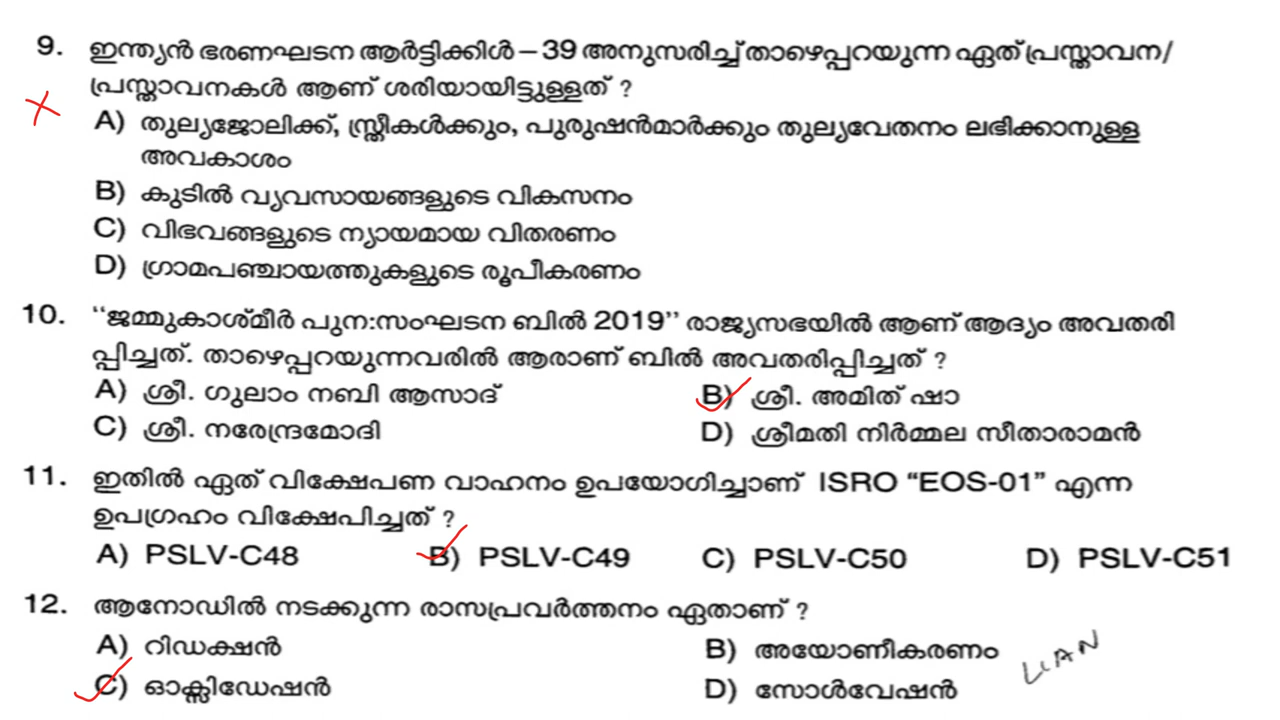 9. ഇന്ത്യൻ ഭരണഘടന ആർട്ടിക്കിൾ – 39 അനുസരിച്ച് താഴെപ്പറയുന്ന ഏത് പ്രസ്താവന/
പ്രസ്താവനകൾ ആണ് ശരിയായിട്ടുള്ളത് ?
A) തുല്യജോലിക്ക്, സ്ത്രീകൾക്കും, പുരുഷൻമാർക്കും തുല്യവേതനം ലഭിക്കാനുള്ള
അവകാശം
B) കുടിൽ വ്യവസായങ്ങളുടെ വികസനം
C) വിഭവങ്ങളുടെ ന്യായമായ വിതരണം
D) ഗ്രാമപഞ്ചായത്തുകളുടെ രൂപീകരണം
10. “ജമ്മുകാശ്മീർ പുന:സംഘടന ബിൽ 2019” രാജ്യസഭയിൽ ആണ് ആദ്യം അവതരി
പ്പിച്ചത്. താഴെപ്പറയുന്നവരിൽ ആരാണ് ബിൽ അവതരിപ്പിച്ചത് ?
A) ശ്രീ. ഗുലാം നബി ആസാദ് B) ശ്രീ. അമിത് ഷാ
C) ശ്രീ. നരേന്ദ്രമോദി D) ശ്രീമതി നിർമ്മല സീതാരാമൻ
11. ഇതിൽ ഏത് വിക്ഷേപണ വാഹനം ഉപയോഗിച്ചാണ് ISRO “EOS-01” എന്ന
ഉപഗ്രഹം വിക്ഷേപിച്ചത് ?
A) PSLV-C48 B) PSLV-C49 C) PSLV-C50 D) PSLV-C51
12. ആനോഡിൽ നടക്കുന്ന രാസപ്രവർത്തനം ഏതാണ് ?
A) റിഡക്ഷൻ B) അയോണീകരണം
C) ഓക്സിഡേഷൻ D) സോൾവേഷൻ